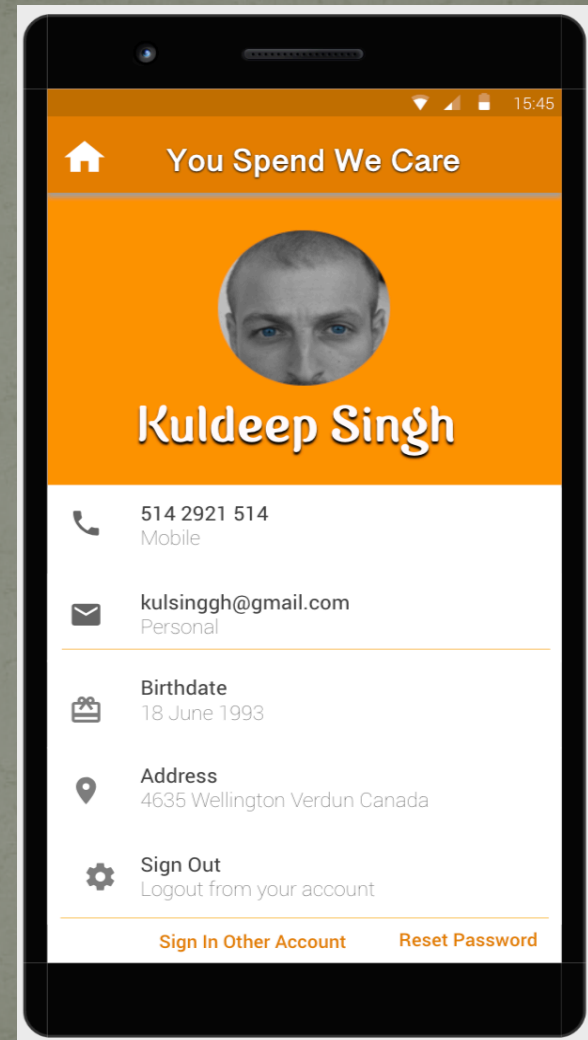 15:45
You Spend We Care
Kuldeep Singh
514 2921 514
Mobile
kulsinggh@gmail.com
Personal
Birthdate
18 June 1993
Address
4635 Wellington Verdun Canada
Sign Out
Logout from your account
Sign In Other Account Reset Password